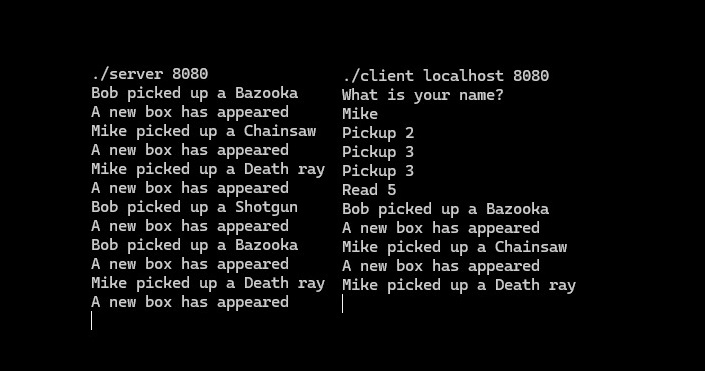 ./server 8080
Bob picked up a Bazooka
A new box has appeared
Mike picked up a Chainsaw
A new box has appeared
Mike picked up a Death ray
A new box has appeared
Bob picked up a Shotgun
A new box has appeared
Bob picked up a Bazooka
A new box has appeared
Mike picked up a Death ray
A new box has appeared
./client localhost 8080
What is your name?
Mike
Pickup 2
Pickup 3
Pickup 3
Read 5
Bob picked up a Bazooka
A new box has appeared
Mike picked up a Chainsaw
A new box has appeared
Mike picked up a Death ray